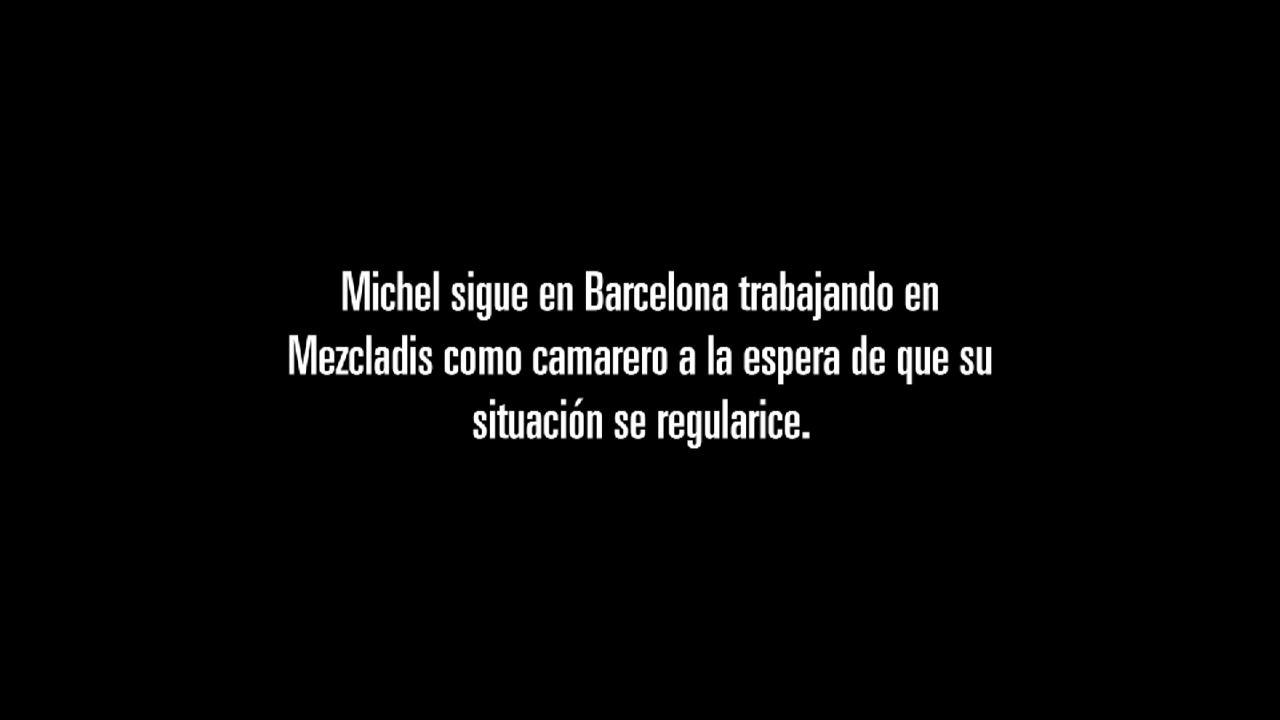 Michel sigue en Barcelona trabajando en
Mezcladis como camarero a la espera de que su
situación se regularice.